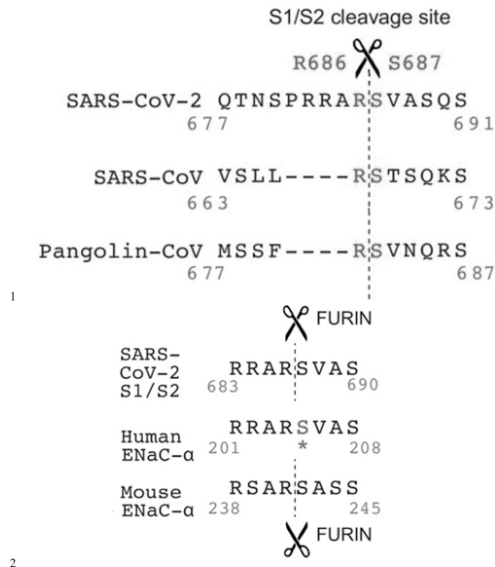 S1/S2 cleavage site
R686 S687
SARS-CoV-2 QTNSPRRARSVASQS
677 691
SARS-CoV VSLL----RSTSQKS
663 673
Pangolin-CoV MSSF----RSVNQRS
677 687
1
FURIN
SARS-
CoV-2 RRARSVAS
S1/S2 683 690
Human RRARSVAS
ENaC-α 201 * 208
Mouse RSARSASS
ENaC-α 238 245
FURIN
2